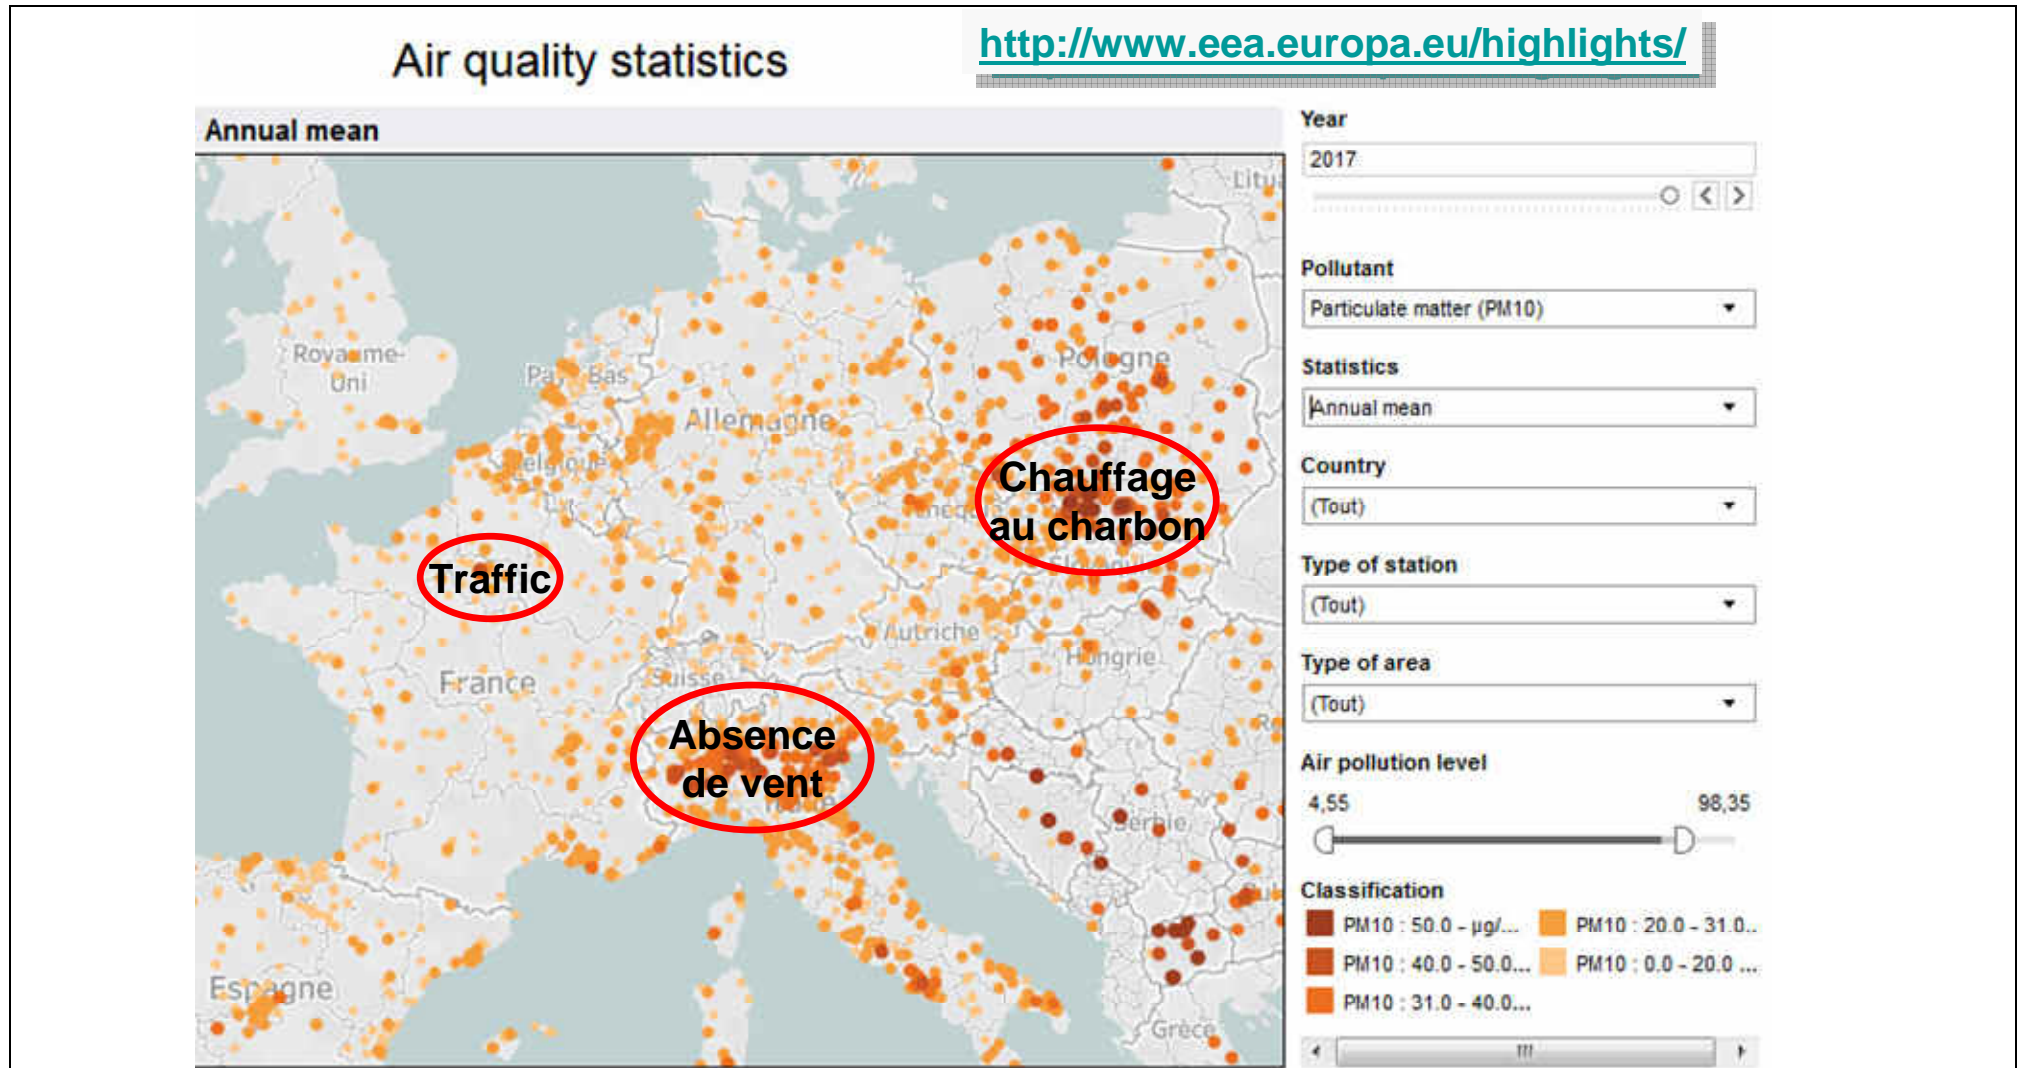 Air quality statistics
http://www.eea.europa.eu/highlights/
Annual mean
Litua
Royaume-
Uni
Pays Bas
Pologne
Allemagne
Belgique
Chauffage
au charbon
Tchèque
Slovaquie
Traffic
Autriche
Hongrie
France
Suisse
Absence
de vent
Italie
Serbie
Espagne
Grèce
Year
2017
Pollutant
Particulate matter (PM10)
Statistics
Annual mean
Country
(Tout)
Type of station
(Tout)
Type of area
(Tout)
Air pollution level
4,55 98,35
Classification
PM10 : 50.0 - µg/... PM10 : 20.0 - 31.0..
PM10 : 40.0 - 50.0... PM10 : 0.0 - 20.0 ...
PM10 : 31.0 - 40.0...